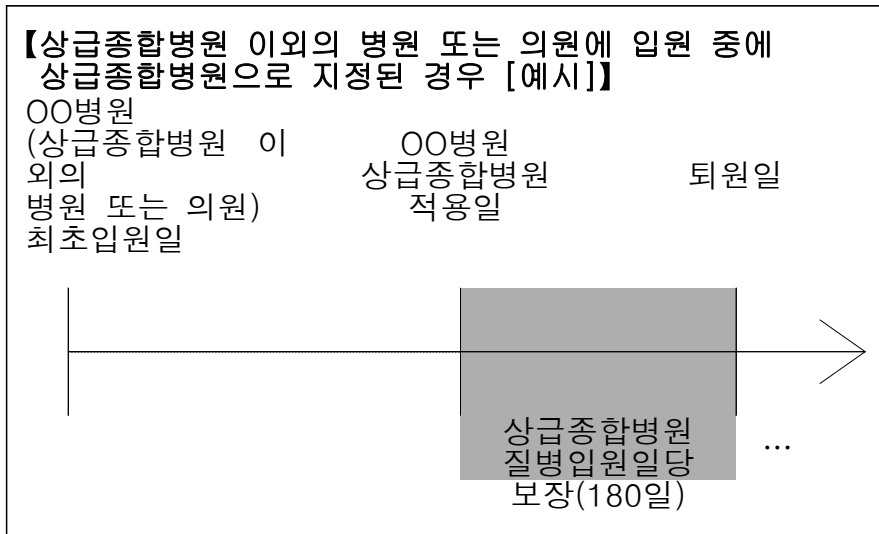 【상급종합병원 이외의 병원 또는 의원에 입원 중에
상급종합병원으로 지정된 경우 [예시]】
OO병원
(상급종합병원 이
외의
병원 또는 의원)
최초입원일
OO병원
상급종합병원
적용일
퇴원일
상급종합병원
질병입원일당
보장(180일)
...